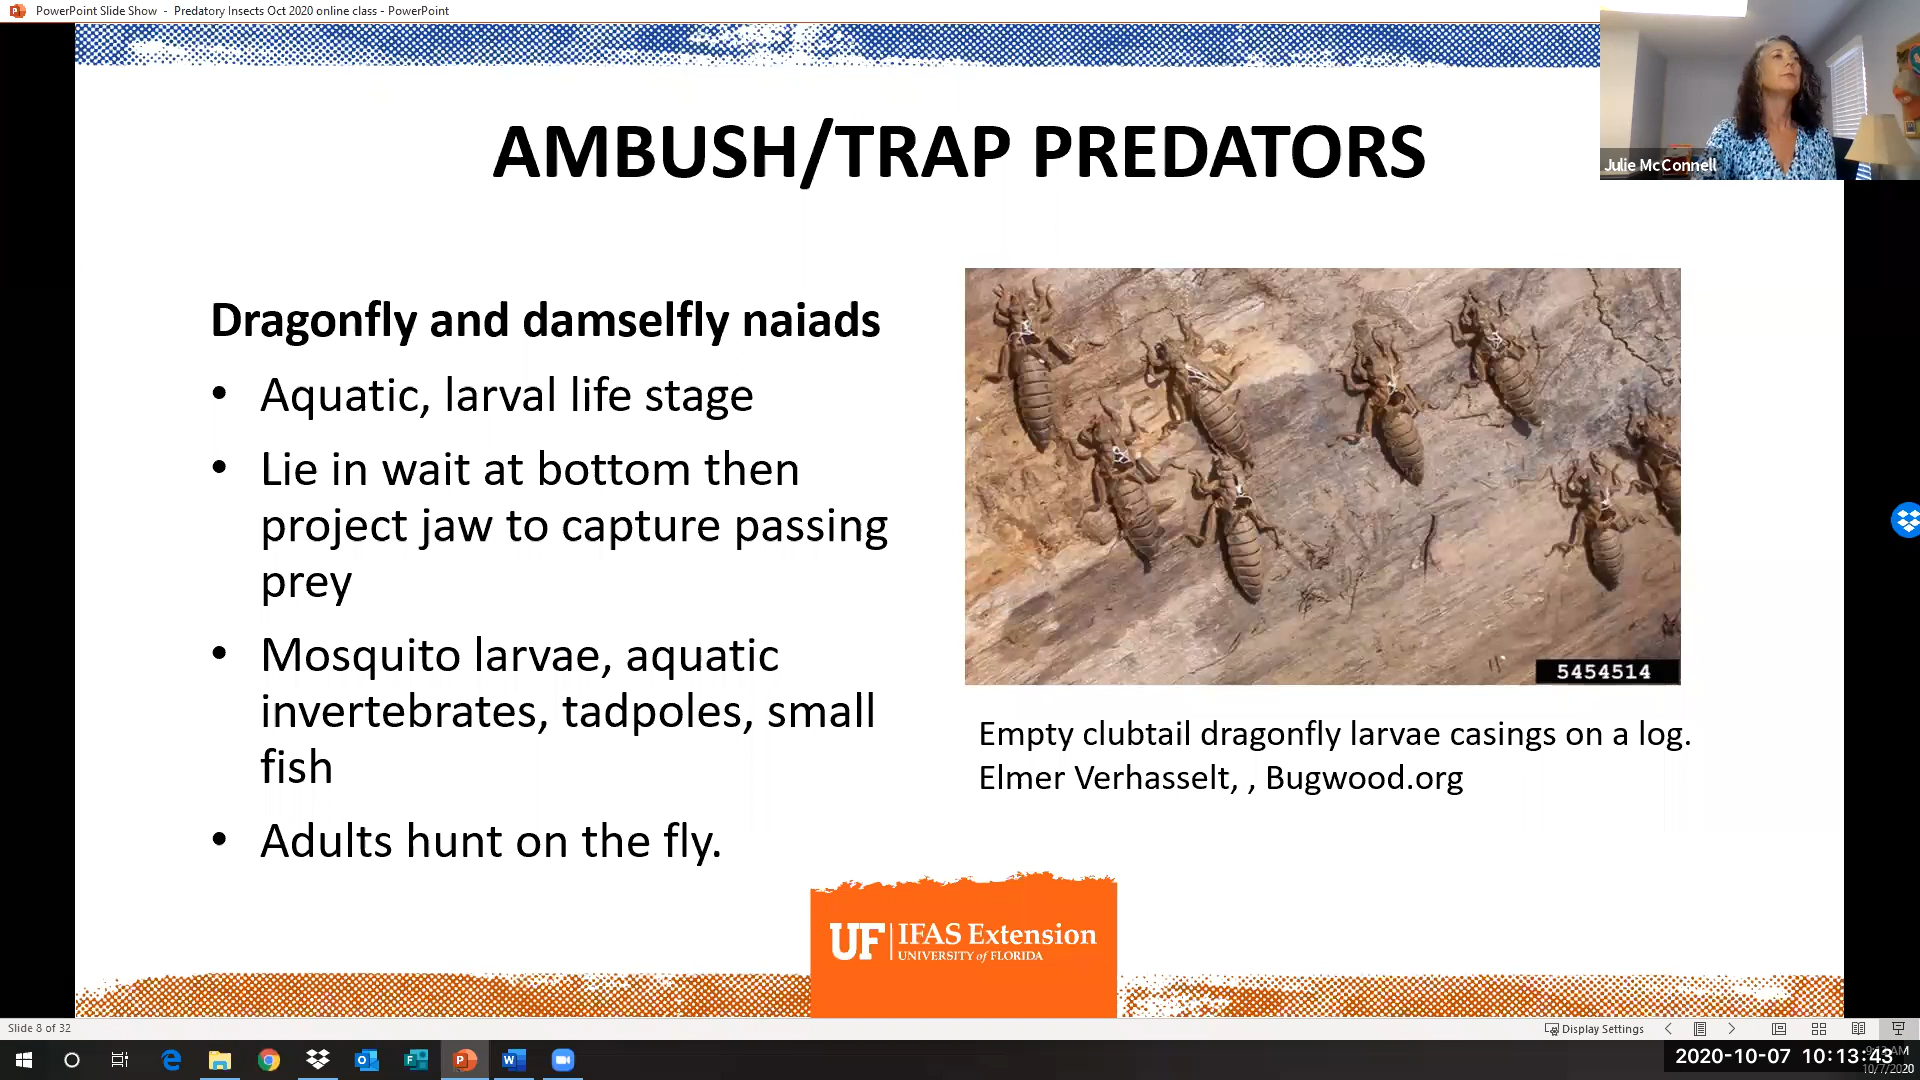 PowerPoint Slide Show - Predatory Insects Oct 2020 online class - PowerPoint
Julie McConnell
AMBUSH/TRAP PREDATORS
Dragonfly and damselfly naiads
• Aquatic, larval life stage
• Lie in wait at bottom then
project jaw to capture passing
prey
• Mosquito larvae, aquatic
invertebrates, tadpoles, small
fish
• Adults hunt on the fly.
5454514
Empty clubtail dragonfly larvae casings on a log.
Elmer Verhasselt, , Bugwood.org
UF IFAS Extension
UNIVERSITY of FLORIDA
Slide 8 of 32
Display Settings
2020-10-07 10:13:43
10/7/2020